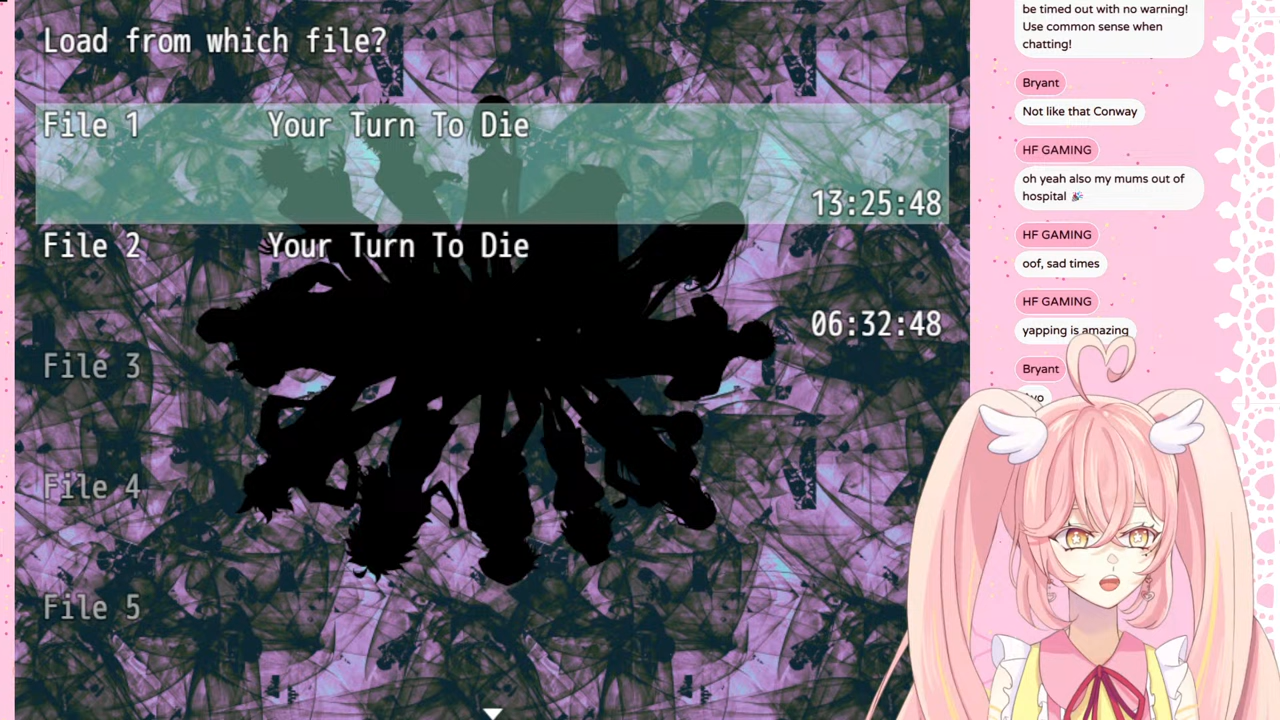 Load from which file?
File 1 Your Turn To Die
13:25:48
File 2 Your Turn To Die
06:32:48
File 3
File 4
File 5
be timed out with no warning!
Use common sense when
chatting!
Bryant
Not like that Conway
HF GAMING
oh yeah also my mums out of
hospital 🎉
HF GAMING
oof, sad times
HF GAMING
yapping is amazing
Bryant